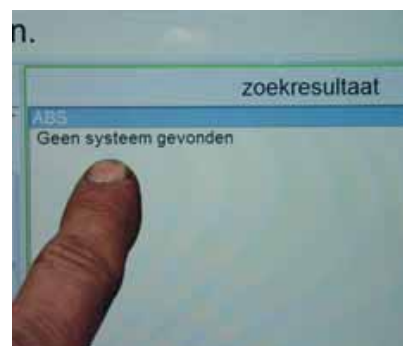 n.
zoekresultaat
ABS
Geen systeem gevonden